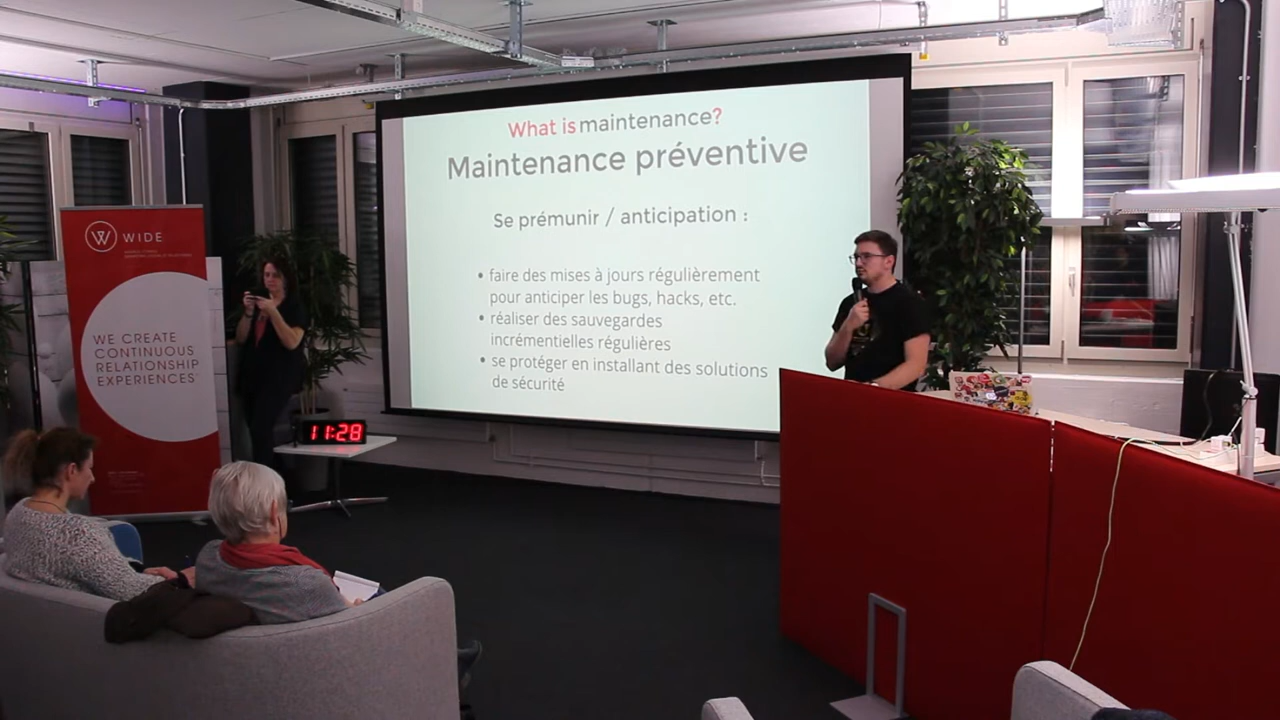 What is maintenance?
Maintenance préventive
Se prémunir / anticipation :
• faire des mises à jours régulièrement
pour anticiper les bugs, hacks, etc.
• réaliser des sauvegardes
incrémentielles régulières
• se protéger en installant des solutions
de sécurité
W WIDE
WE CREATE
CONTINUOUS
RELATIONSHIP
EXPERIENCES
11:28